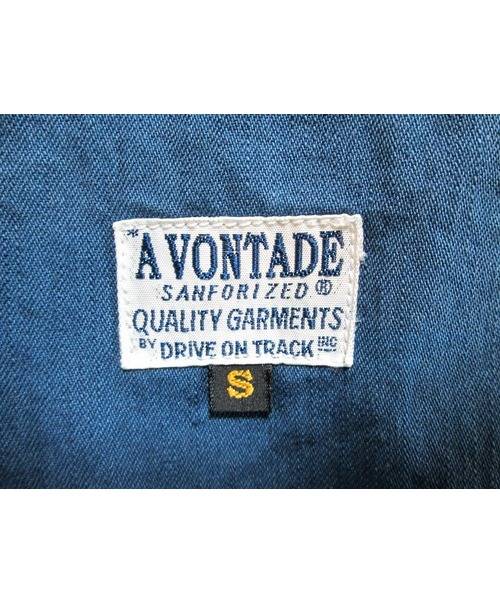 *A VONTADE
SANFORIZED ®
QUALITY GARMENTS
BY DRIVE ON TRACK INC
S